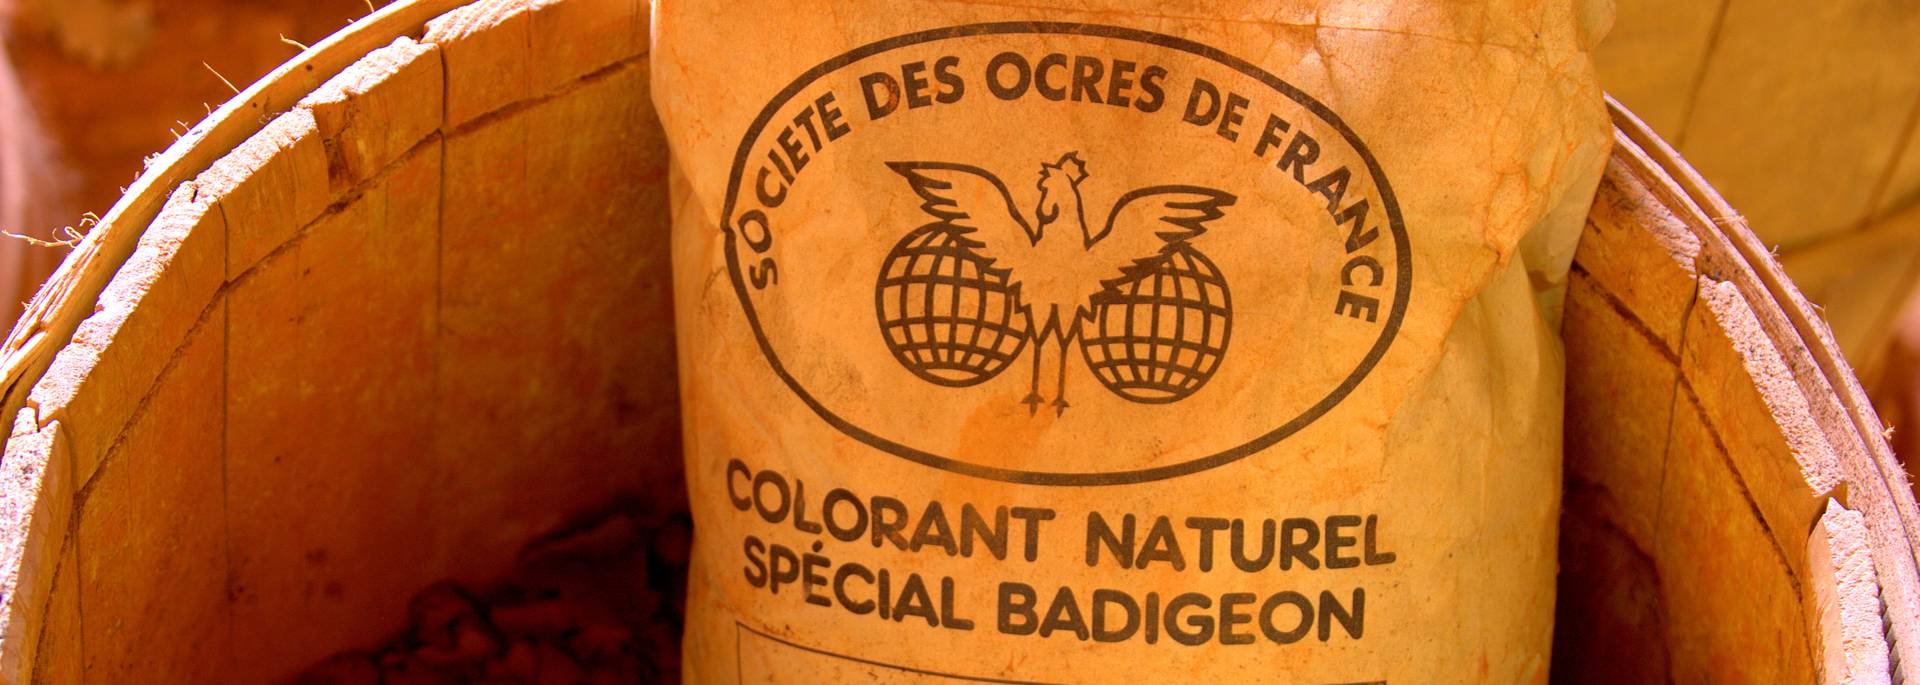 SOCIETE DES OCRES DE FRANCE
COLORANT NATUREL
SPÉCIAL BADIGEON